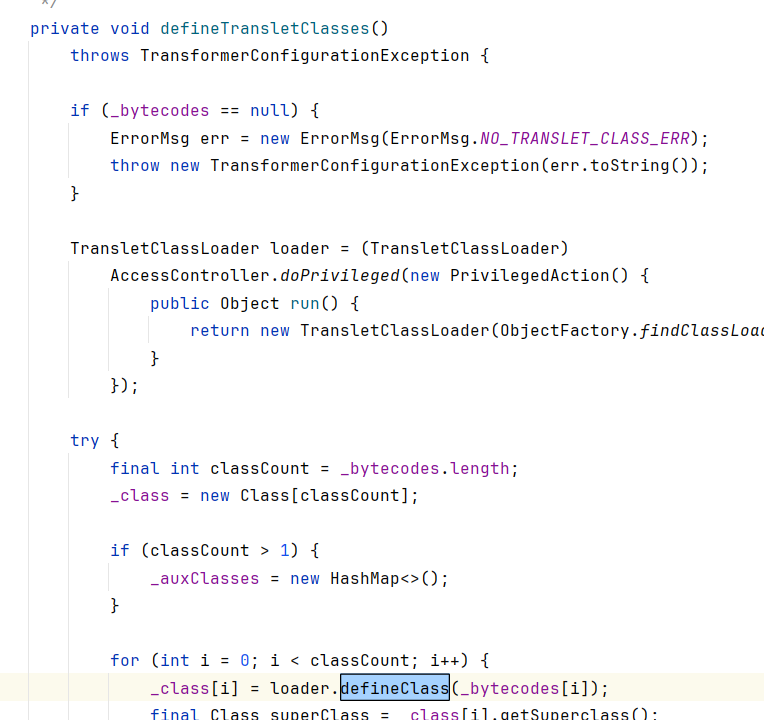 */
private void defineTransletClasses()
throws TransformerConfigurationException {
if (_bytecodes == null) {
ErrorMsg err = new ErrorMsg(ErrorMsg.NO_TRANSLET_CLASS_ERR);
throw new TransformerConfigurationException(err.toString());
}
TransletClassLoader loader = (TransletClassLoader)
AccessController.doPrivileged(new PrivilegedAction() {
public Object run() {
return new TransletClassLoader(ObjectFactory.findClassLoa
}
});
try {
final int classCount = _bytecodes.length;
_class = new Class[classCount];
if (classCount > 1) {
_auxClasses = new HashMap<>();
}
for (int i = 0; i < classCount; i++) {
_class[i] = loader.defineClass(_bytecodes[i]);
final Class superClass = _class[i].getSuperclass();